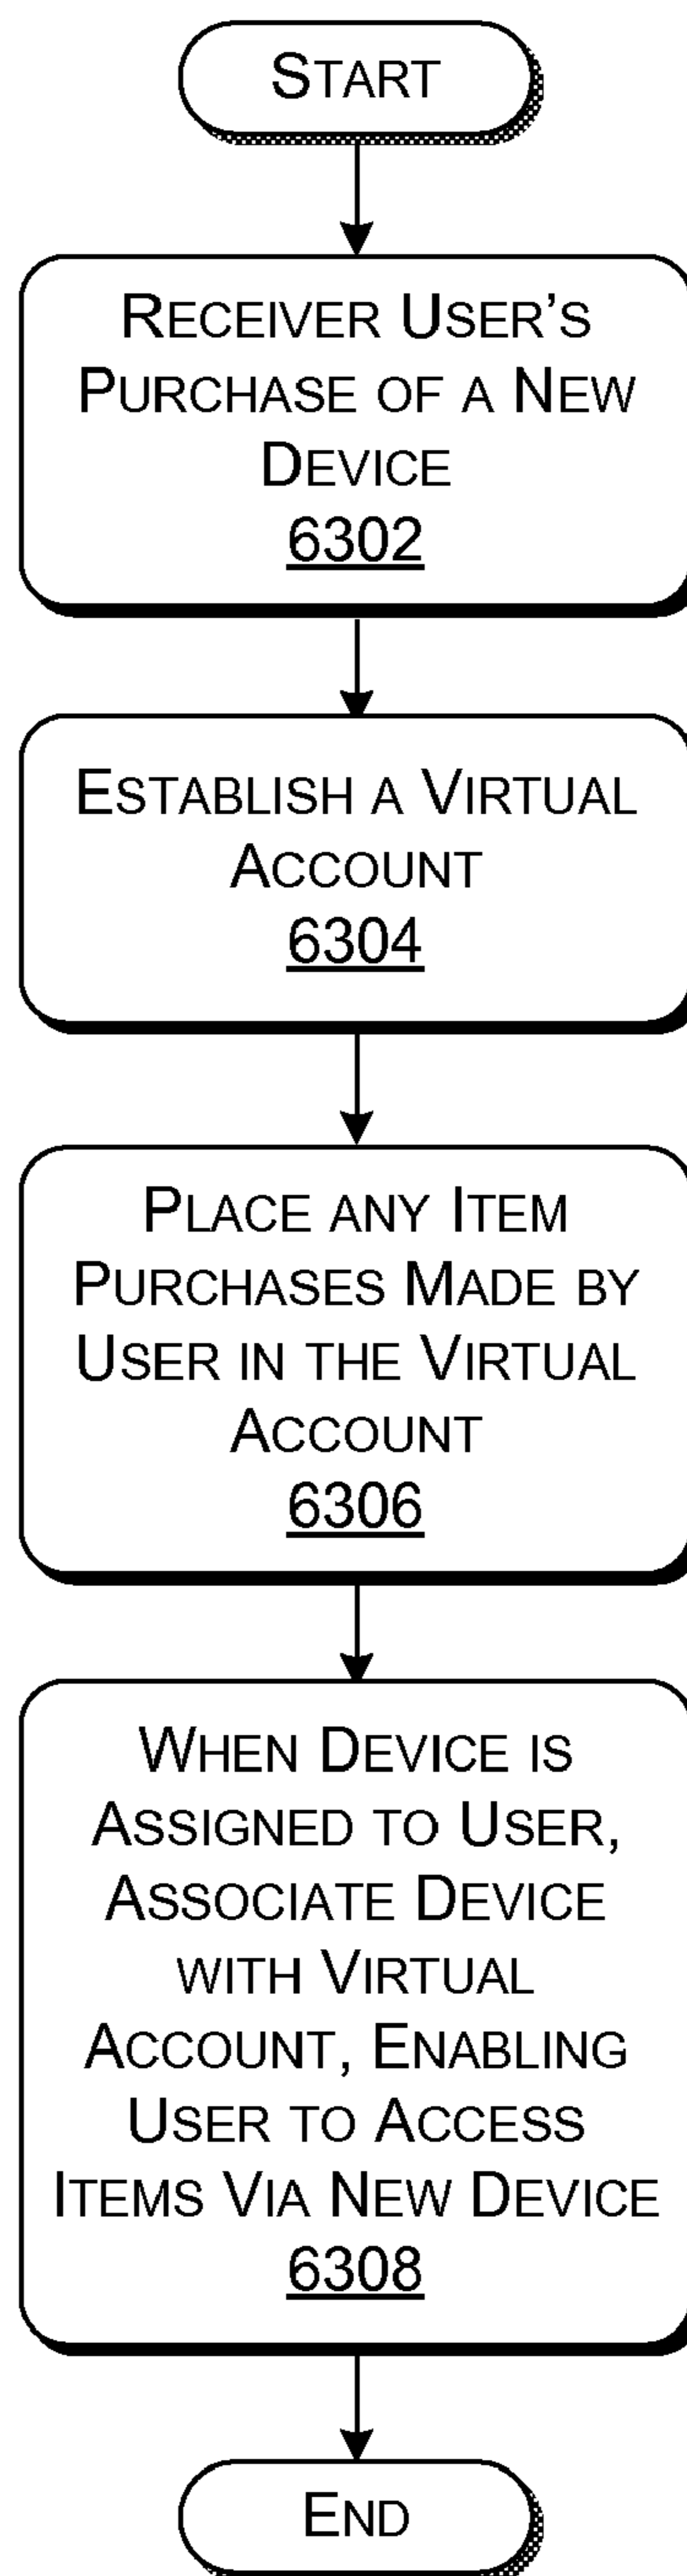 START
RECEIVER USER'S
PURCHASE OF A NEW
DEVICE
6302
ESTABLISH A VIRTUAL
ACCOUNT
6304
PLACE ANY ITEM
PURCHASES MADE BY
USER IN THE VIRTUAL
ACCOUNT
6306
WHEN DEVICE IS
ASSIGNED TO USER,
ASSOCIATE DEVICE
WITH VIRTUAL
ACCOUNT, ENABLING
USER TO ACCESS
ITEMS VIA NEW DEVICE
6308
END